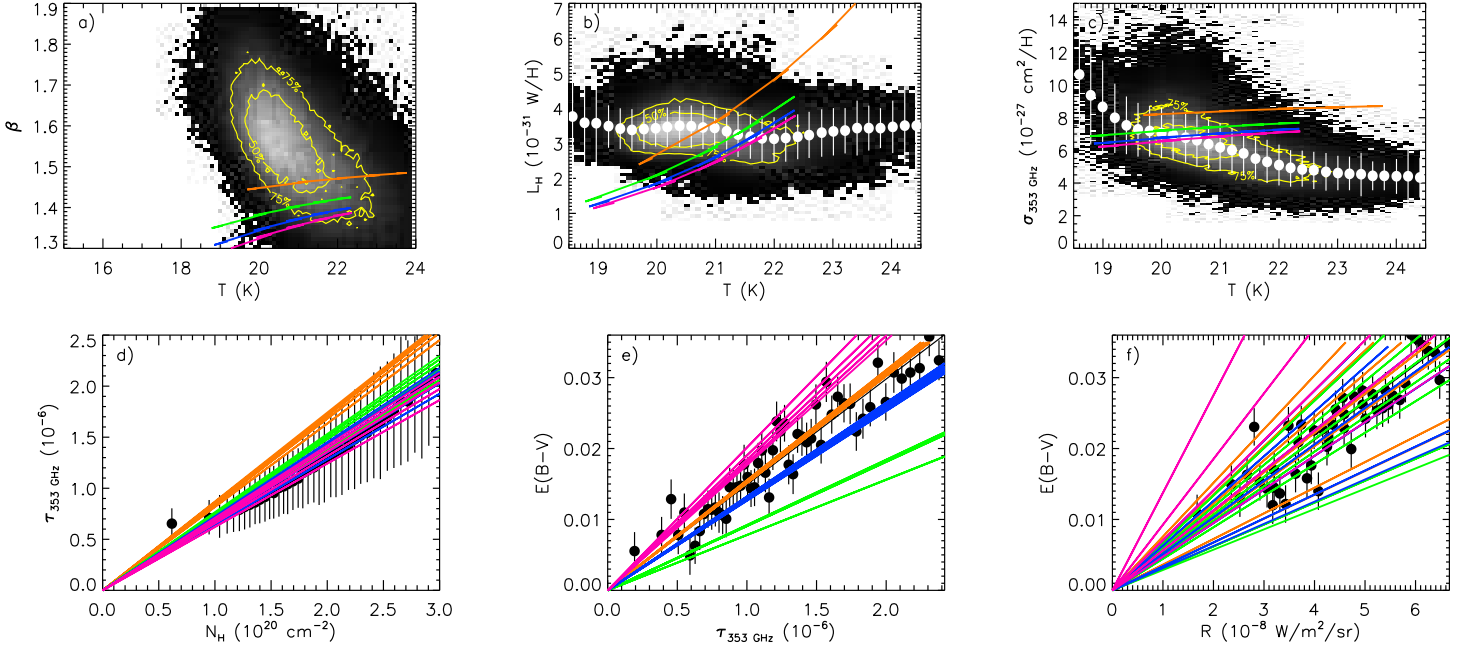 a)
β
1.9
1.8
1.7
1.6
1.5
1.4
1.3
75%
50%
75%
16 18 20 22 24
T (K)
b)
L_H (10^-31 W/H)
7
6
5
4
3
2
1
0
50%
19 20 21 22 23 24
T (K)
c)
σ_353 GHz (10^-27 cm^2/H)
14
12
10
8
6
4
2
0
75%
75%
19 20 21 22 23 24
T (K)
d)
τ_353 GHz (10^-6)
2.5
2.0
1.5
1.0
0.5
0.0
0.0 0.5 1.0 1.5 2.0 2.5 3.0
N_H (10^20 cm^-2)
e)
E(B-V)
0.03
0.02
0.01
0.00
0.0 0.5 1.0 1.5 2.0
τ_353 GHz (10^-6)
f)
E(B-V)
0.03
0.02
0.01
0.00
0 1 2 3 4 5 6
R (10^-8 W/m^2/sr)